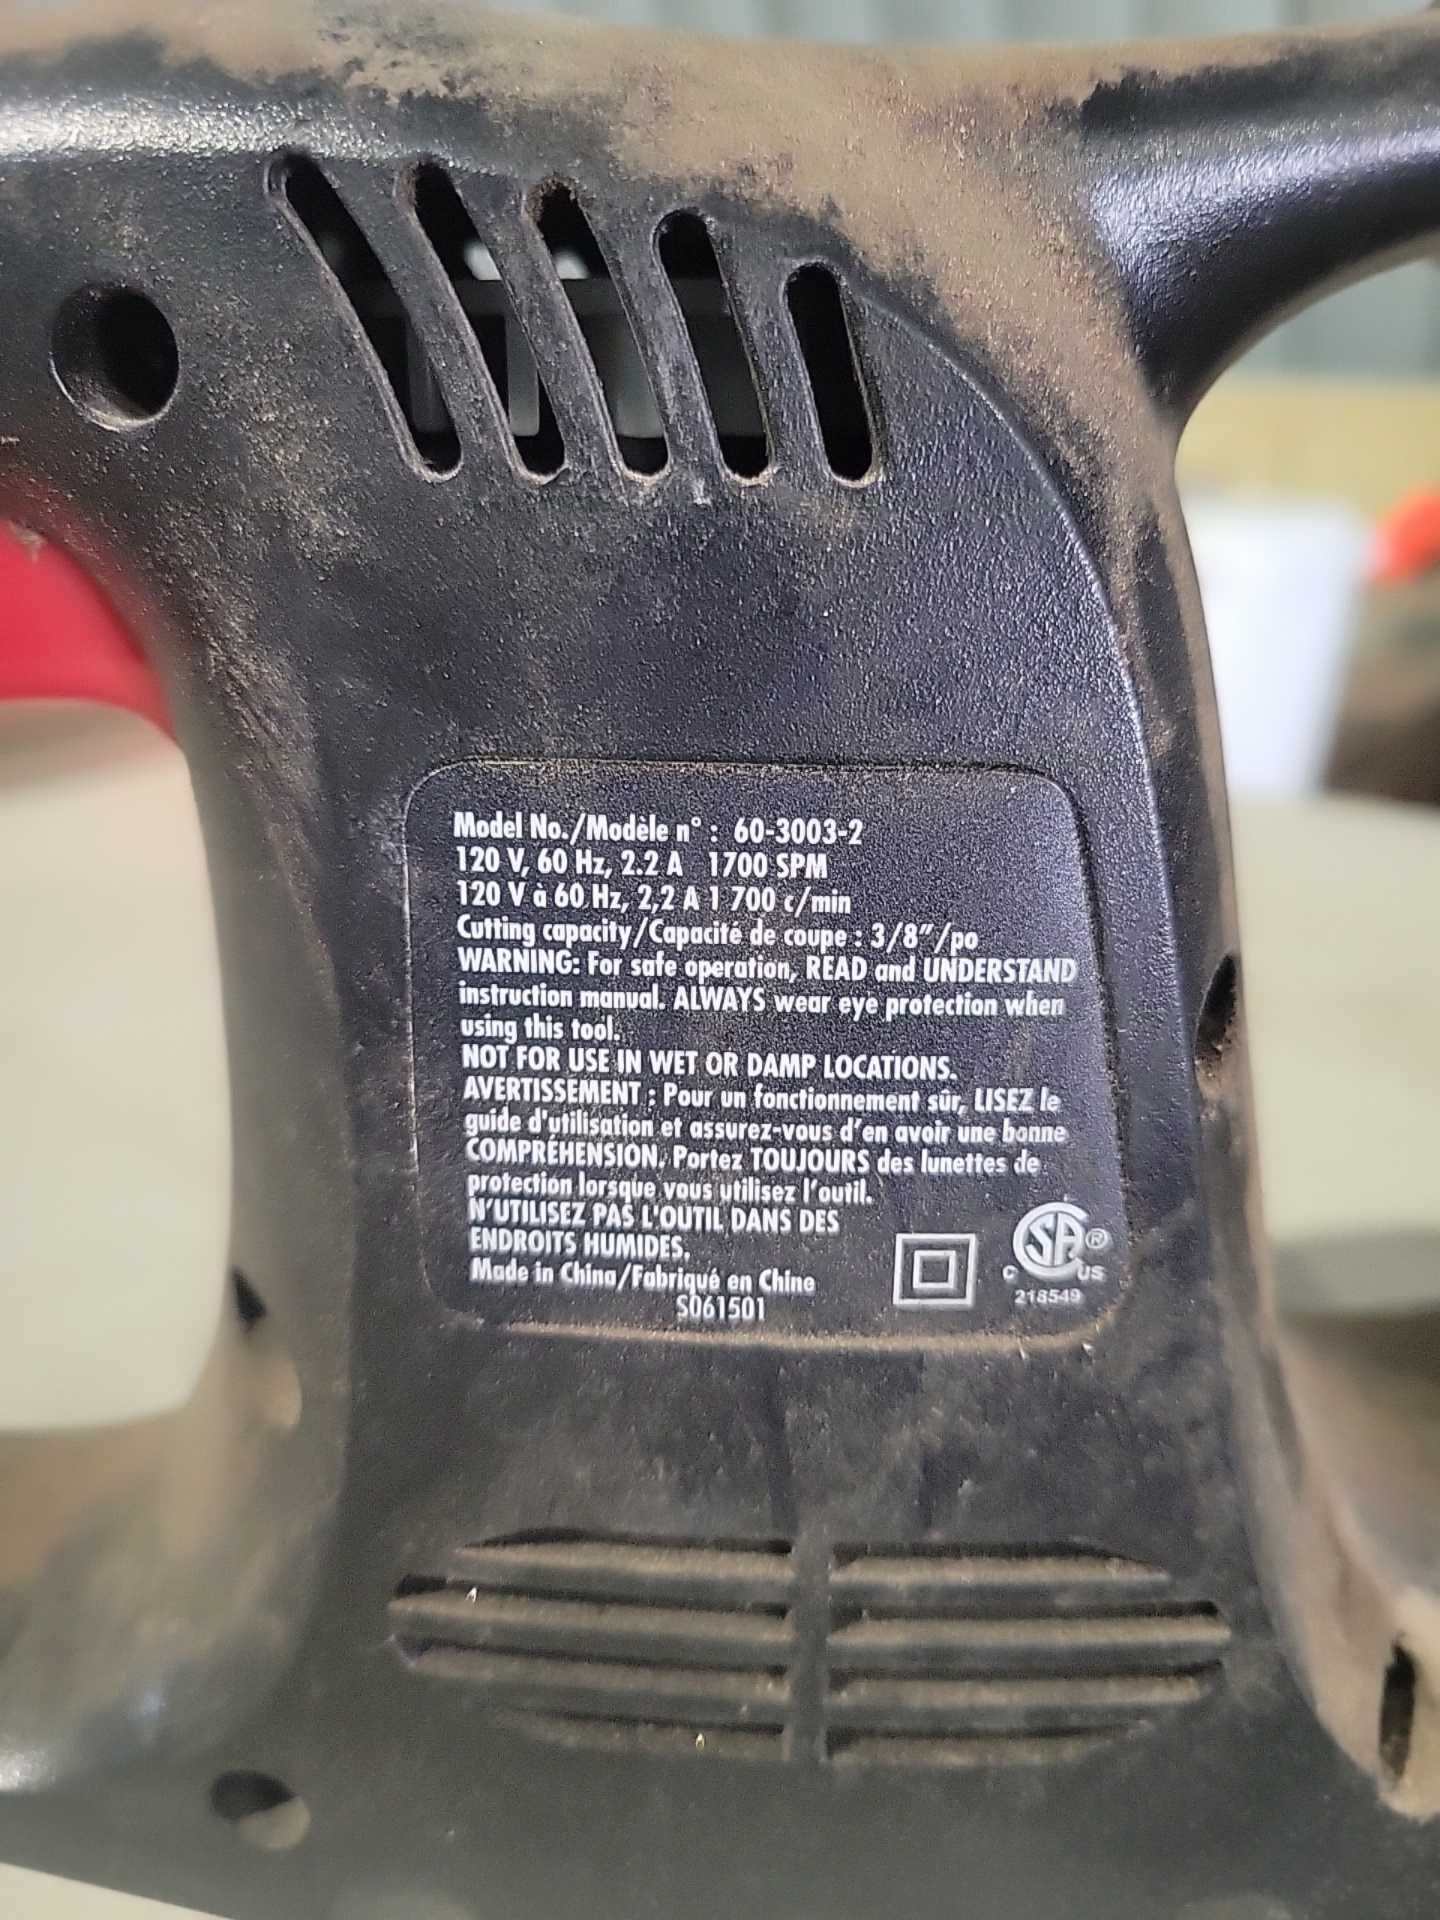 Model No./Modèle n° : 60-3003-2
120 V, 60 Hz, 2.2 A 1700 SPM
120 V à 60 Hz, 2,2 A 1 700 c/min
Cutting capacity/Capacité de coupe : 3/8"/po
WARNING: For safe operation, READ and UNDERSTAND
instruction manual. ALWAYS wear eye protection when
using this tool.
NOT FOR USE IN WET OR DAMP LOCATIONS.
AVERTISSEMENT : Pour un fonctionnement sûr, LISEZ le
guide d'utilisation et assurez-vous d'en avoir une bonne
COMPRÉHENSION. Portez TOUJOURS des lunettes de
protection lorsque vous utilisez l'outil.
N'UTILISEZ PAS L'OUTIL DANS DES
ENDROITS HUMIDES.
Made in China/Fabriqué en Chine
S061501
CSA®
C US
218549